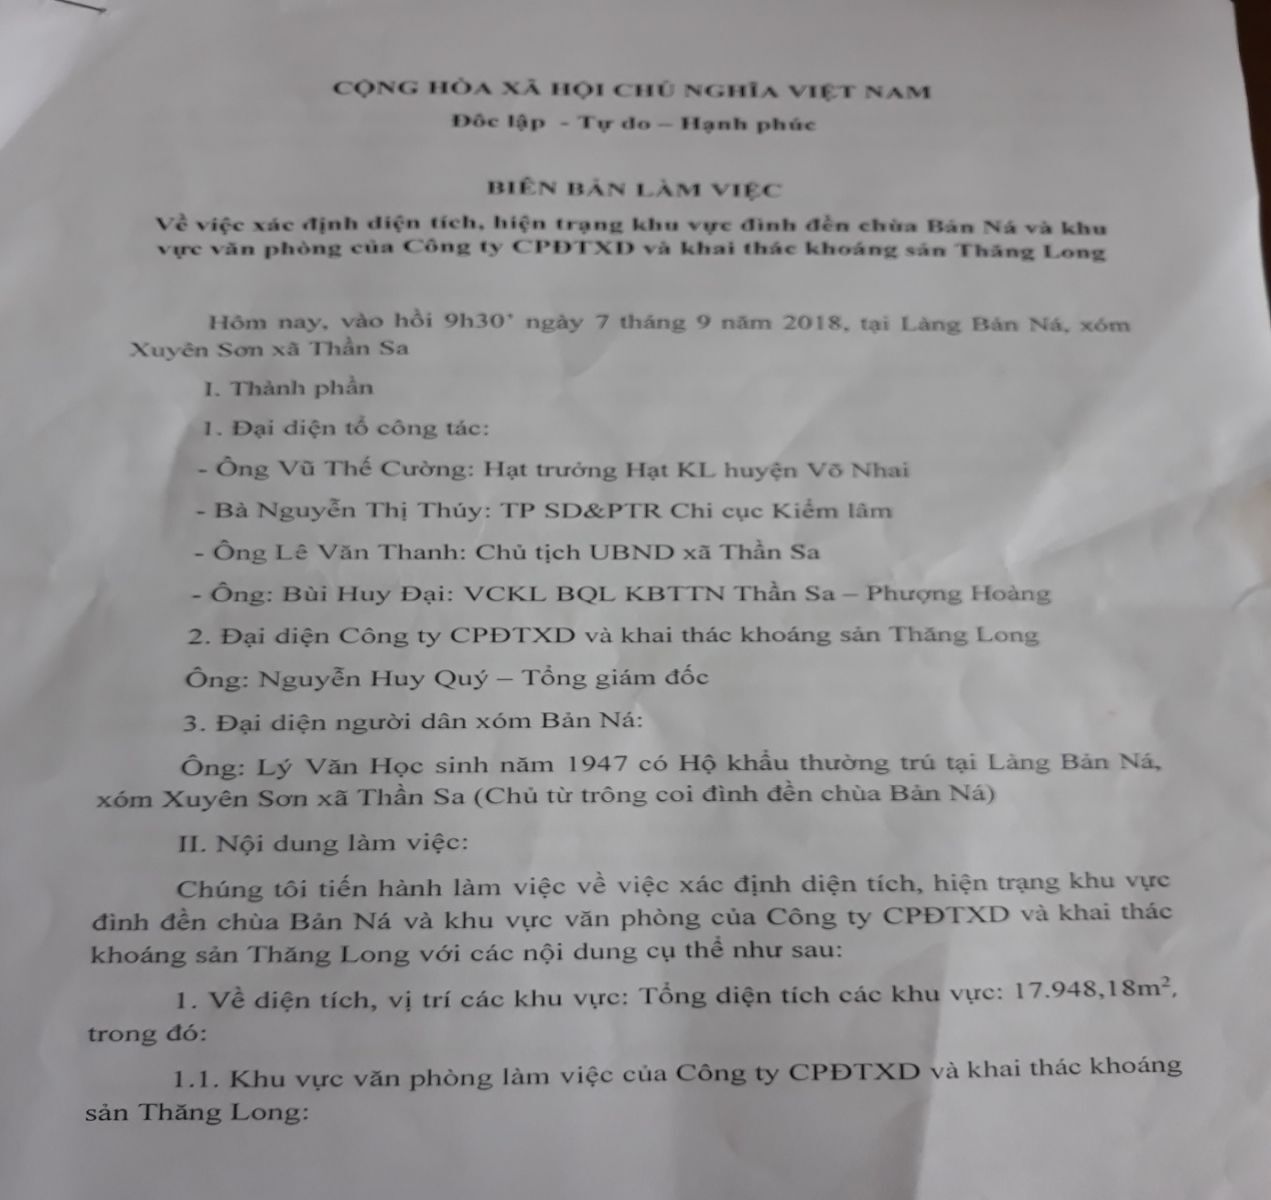 CỘNG HÒA XÃ HỘI CHỦ NGHĨA VIỆT NAM
Đôc lập - Tự do – Hạnh phúc
BIÊN BẢN LÀM VIỆC
Về việc xác định diện tích, hiện trạng khu vực đình đền chùa Bản Ná và khu
vực văn phòng của Công ty CPĐTXD và khai thác khoáng sản Thăng Long
Hôm nay, vào hồi 9h30' ngày 7 tháng 9 năm 2018, tại Làng Bản Ná, xóm
Xuyên Sơn xã Thần Sa
I. Thành phần
1. Đại diện tổ công tác:
- Ông Vũ Thế Cường: Hạt trưởng Hạt KL huyện Võ Nhai
- Bà Nguyễn Thị Thúy: TP SD&PTR Chi cục Kiểm lâm
- Ông Lê Văn Thanh: Chủ tịch UBND xã Thần Sa
- Ông: Bùi Huy Đại: VCKL BQL KBTTN Thần Sa – Phượng Hoàng
2. Đại diện Công ty CPĐTXD và khai thác khoáng sản Thăng Long
Ông: Nguyễn Huy Quý – Tổng giám đốc
3. Đại diện người dân xóm Bản Ná:
Ông: Lý Văn Học sinh năm 1947 có Hộ khẩu thường trú tại Làng Bản Ná,
xóm Xuyên Sơn xã Thần Sa (Chủ từ trông coi đình đền chùa Bản Ná)
II. Nội dung làm việc:
Chúng tôi tiến hành làm việc về việc xác định diện tích, hiện trạng khu vực
đình đền chùa Bản Ná và khu vực văn phòng của Công ty CPĐTXD và khai thác
khoáng sản Thăng Long với các nội dung cụ thể như sau:
1. Về diện tích, vị trí các khu vực: Tổng diện tích các khu vực: 17.948,18m²,
trong đó:
1.1. Khu vực văn phòng làm việc của Công ty CPĐTXD và khai thác khoáng
sản Thăng Long: